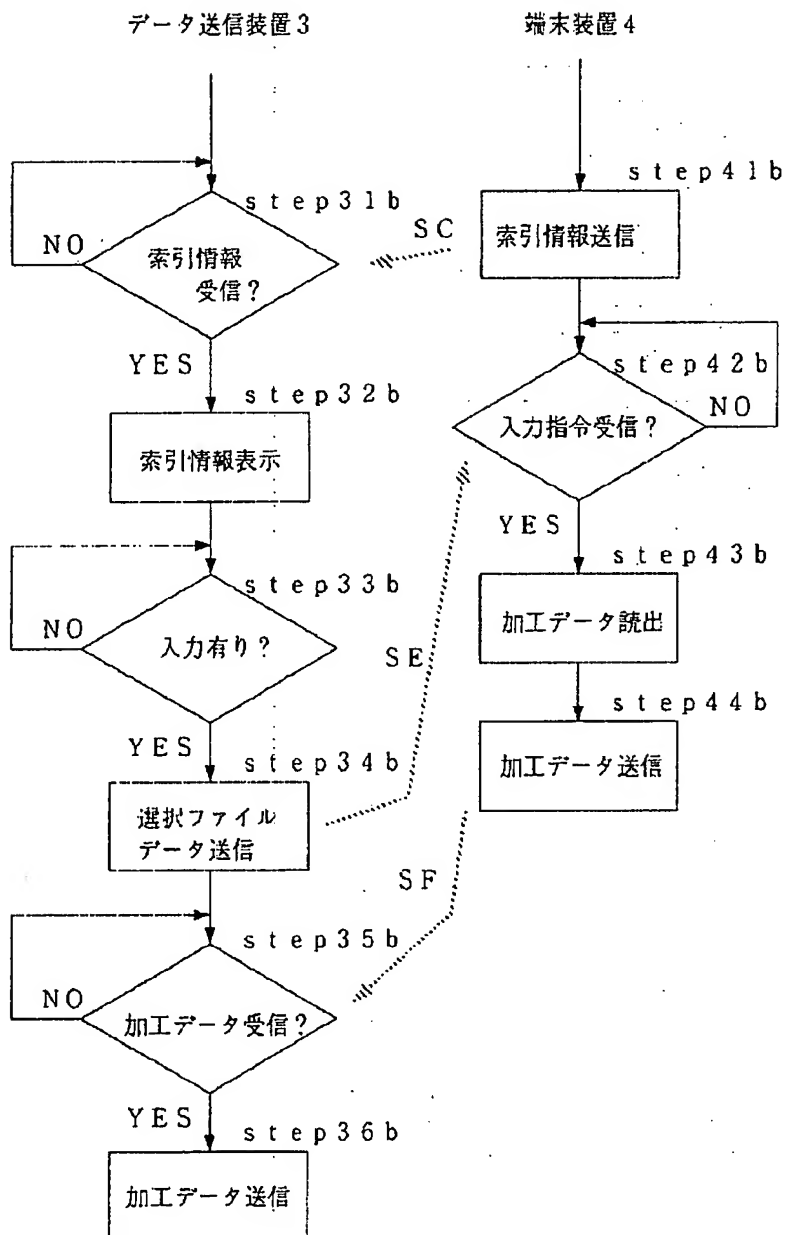 データ送信装置3
端末装置4
step31b
索引情報
受信?
NO
YES
SC
step32b
索引情報表示
step33b
入力有り?
NO
YES
SE
step34b
選択ファイル
データ送信
step35b
加工データ受信?
NO
YES
SF
step36b
加工データ送信
step41b
索引情報送信
step42b
入力指令受信?
NO
YES
step43b
加工データ読出
step44b
加工データ送信